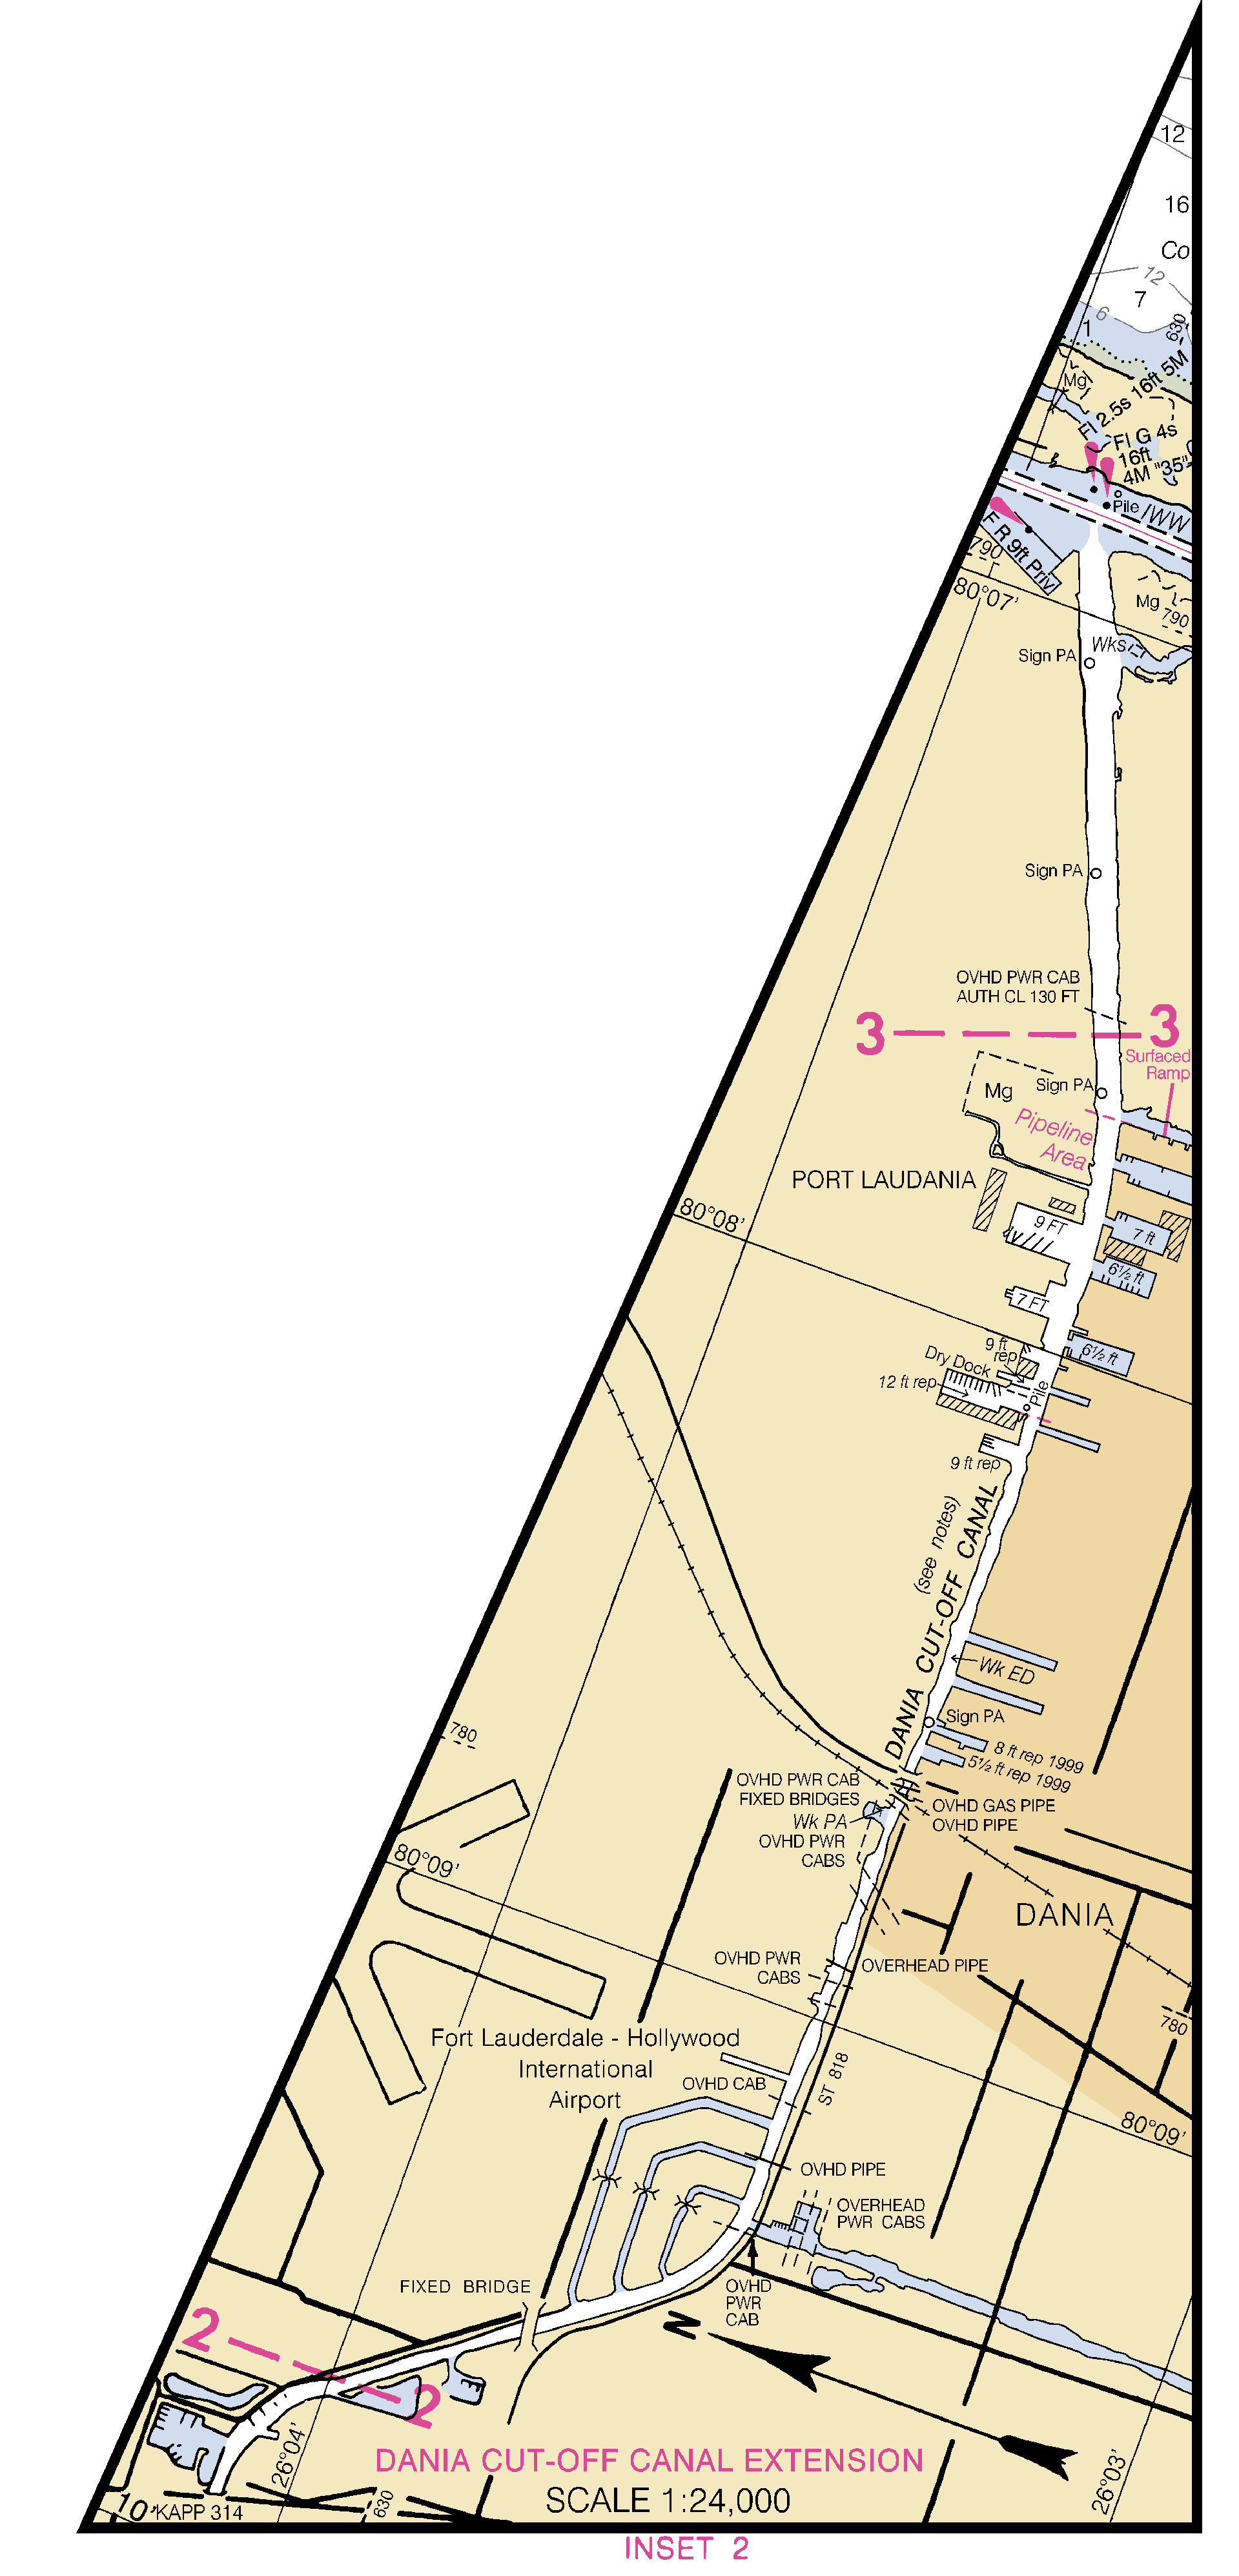 12
16
Co
12
7
6
630
1
Mg
Fl 2.5s 16ft 5M
Fl G 4s
16ft
4M "35"
Pile
IWW
F R 9ft Priv
790
80°07'
Mg
790
Wks
Sign PA
Sign PA
OVHD PWR CAB
AUTH CL 130 FT
3
3
Surfaced
Ramp
Sign PA
Mg
Pipeline
Area
PORT LAUDANIA
80°08'
9 FT
7 ft
6½ ft
7 FT
9 ft
rep
6½ ft
Dry Dock
12 ft rep
Pile
9 ft rep
DANIA CUT-OFF CANAL
(see notes)
Wk ED
Sign PA
780
8 ft rep 1999
5½ ft rep 1999
OVHD PWR CAB
FIXED BRIDGES
OVHD GAS PIPE
OVHD PIPE
Wk PA
OVHD PWR
CABS
80°09'
DANIA
OVHD PWR
CABS
OVERHEAD PIPE
780
Fort Lauderdale - Hollywood
International
Airport
OVHD CAB
ST 818
80°09'
OVHD PIPE
OVERHEAD
PWR CABS
FIXED BRIDGE
OVHD
PWR
CAB
N
2
2
26°04'
26°03'
DANIA CUT-OFF CANAL EXTENSION
SCALE 1:24,000
10'
KAPP 314
630
INSET 2